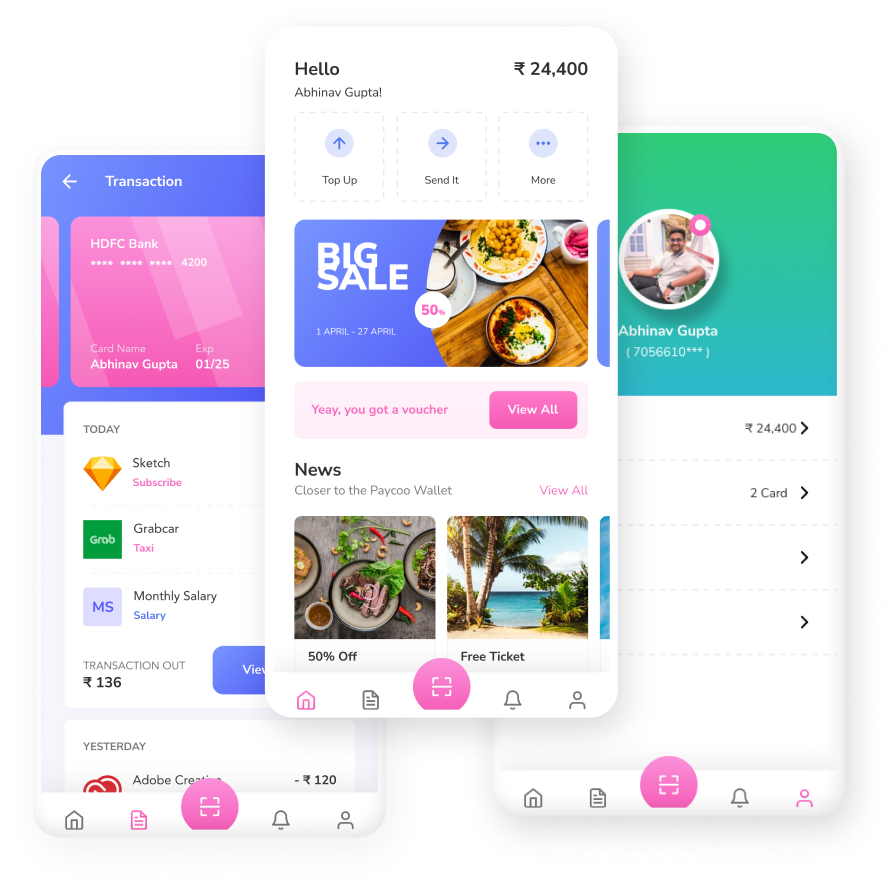 Transaction
HDFC Bank
**** **** **** 4200
Card Name Exp
Abhinav Gupta 01/25
TODAY
Sketch
Subscribe
Grab
Grabcar
Taxi
MS
Monthly Salary
Salary
TRANSACTION OUT
₹ 136
YESTERDAY
Adobe
- ₹ 120
Hello
₹ 24,400
Abhinav Gupta!
Top Up
Send It
More
BIG
SALE
50%
1 APRIL - 27 APRIL
Yeay, you got a voucher
View All
News
Closer to the Paycoo Wallet
View All
50% Off
Free Ticket
Abhinav Gupta
( 7056610*** )
₹ 24,400
2 Card